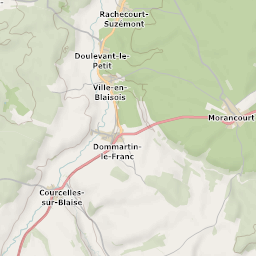 Rachecourt-
Suzémont
Doulevant-le-
Petit
Ville-en-
Blaisois
Morancourt
Dommartin-
le-Franc
Courcelles-
sur-Blaise